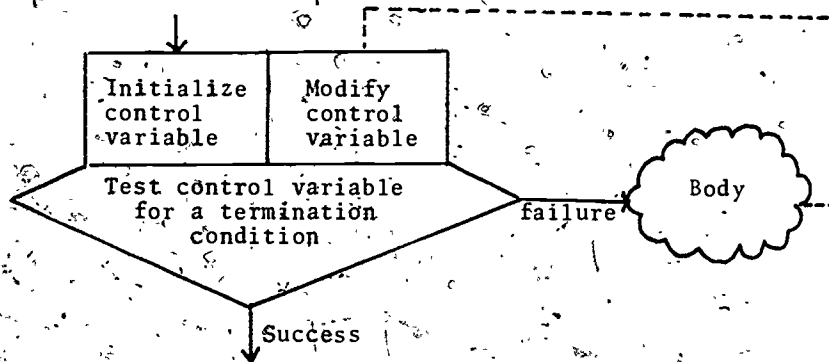 Initialize
control
variable
Modify
control
variable
Test control variable
for a termination
condition
failure
Body
Success